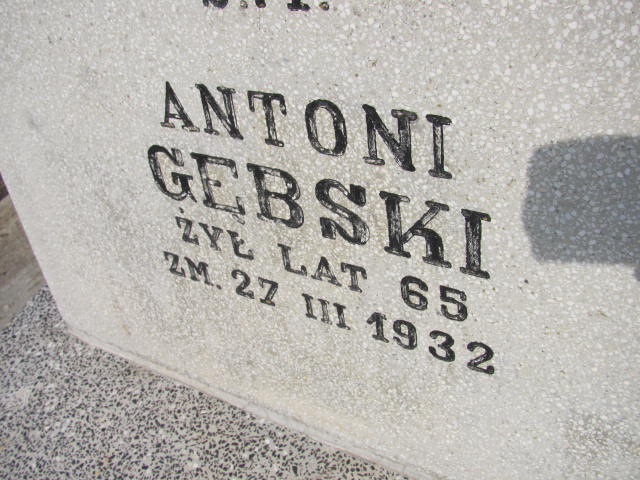 Ś.P.
ANTONI
GĘBSKI
ŻYŁ LAT 65
ZM. 27 III 1932